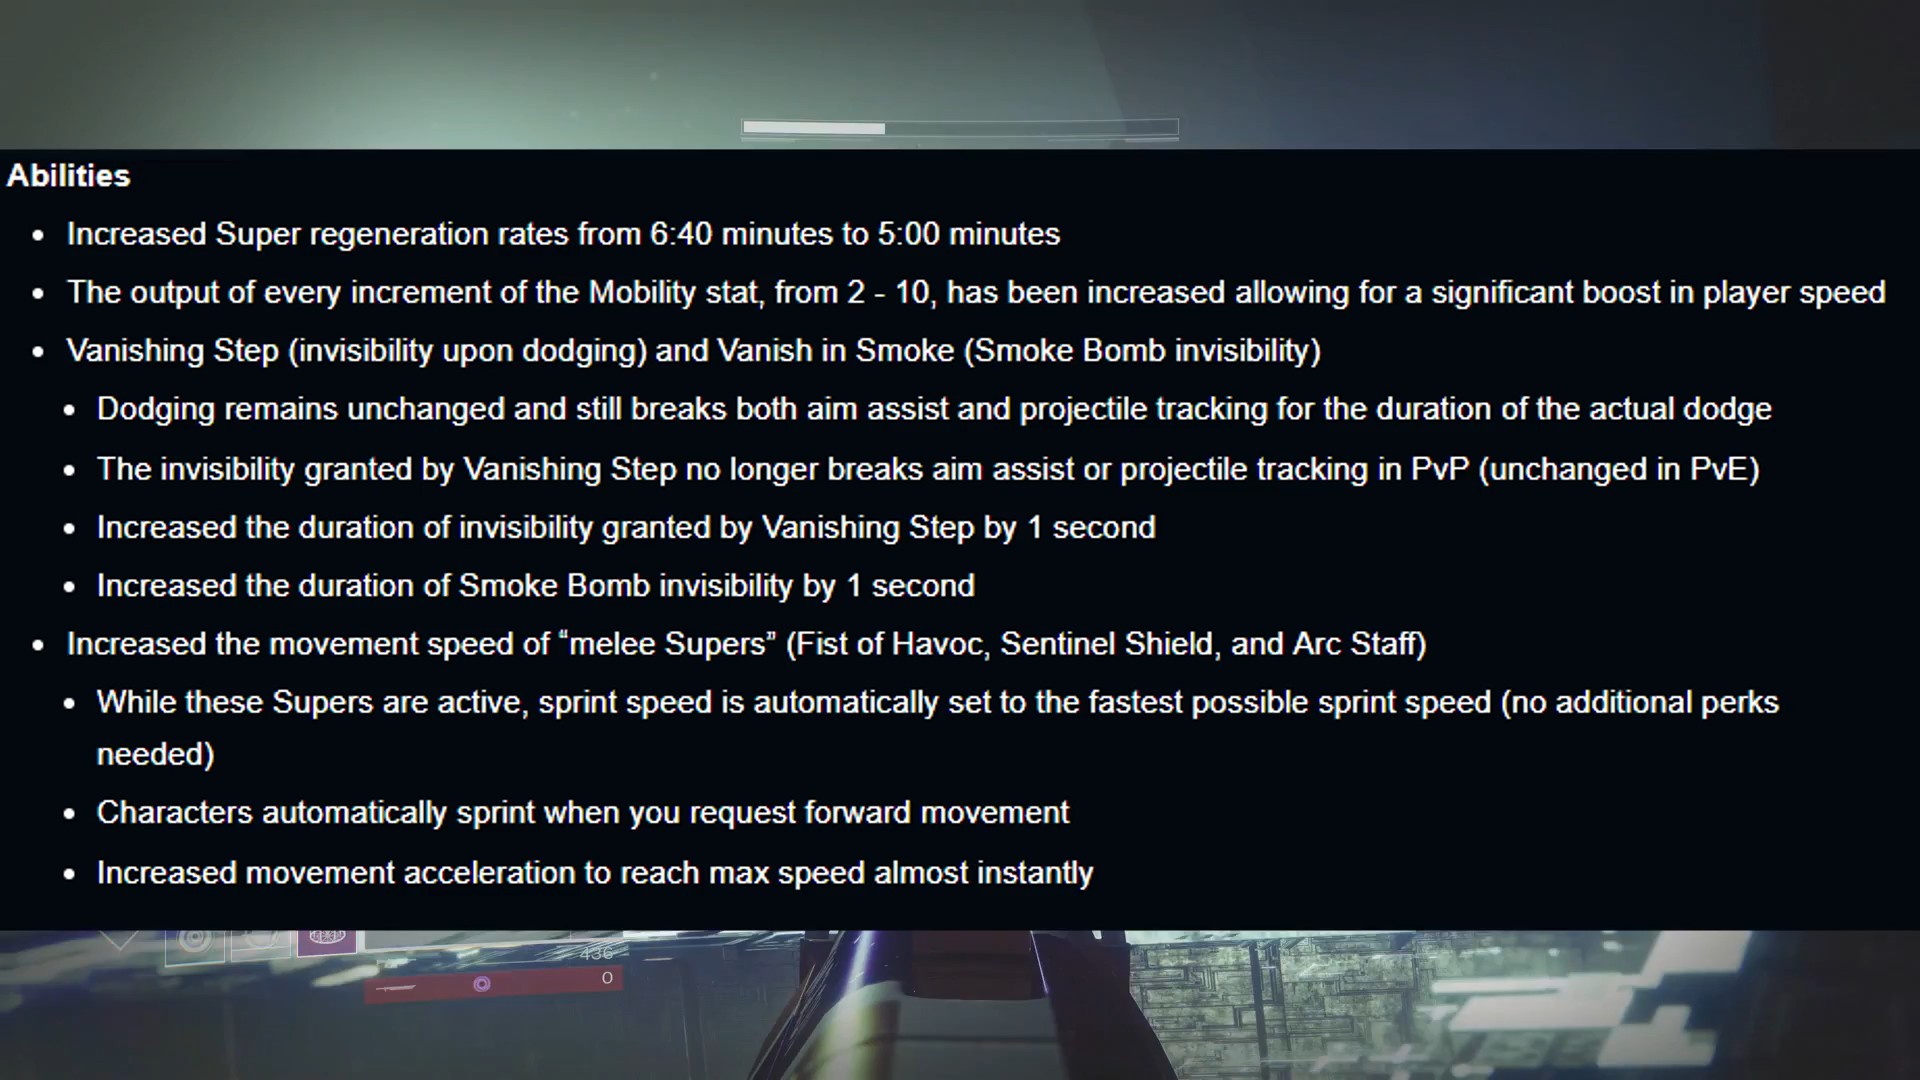 Abilities
Increased Super regeneration rates from 6:40 minutes to 5:00 minutes
The output of every increment of the Mobility stat, from 2 - 10, has been increased allowing for a significant boost in player speed
Vanishing Step (invisibility upon dodging) and Vanish in Smoke (Smoke Bomb invisibility)
Dodging remains unchanged and still breaks both aim assist and projectile tracking for the duration of the actual dodge
The invisibility granted by Vanishing Step no longer breaks aim assist or projectile tracking in PvP (unchanged in PvE)
Increased the duration of invisibility granted by Vanishing Step by 1 second
Increased the duration of Smoke Bomb invisibility by 1 second
Increased the movement speed of “melee Supers” (Fist of Havoc, Sentinel Shield, and Arc Staff)
While these Supers are active, sprint speed is automatically set to the fastest possible sprint speed (no additional perks
needed)
Characters automatically sprint when you request forward movement
Increased movement acceleration to reach max speed almost instantly
436
0